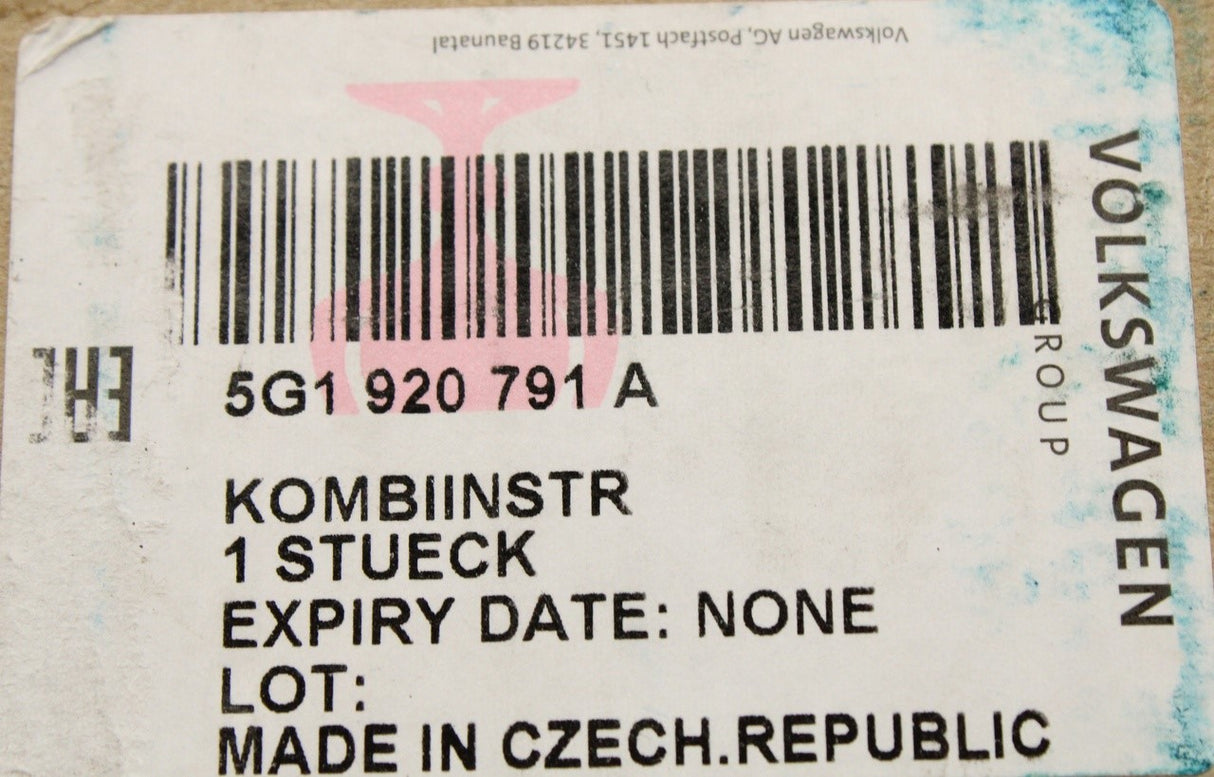 Volkswagen AG, Postfach 1451, 34219 Baunatal
VOLKSWAGEN
GROUP
5G1 920 791 A
KOMBIINSTR
1 STUECK
EXPIRY DATE: NONE
LOT:
MADE IN CZECH.REPUBLIC